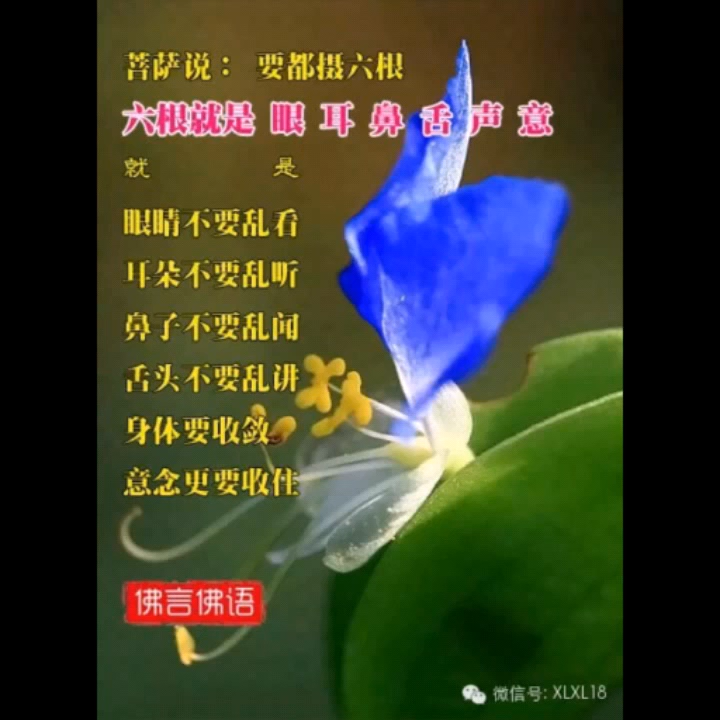 菩萨说： 要都摄六根
六根就是 眼 耳 鼻 舌 声 意
就 是
眼睛不要乱看
耳朵不要乱听
鼻子不要乱闻
舌头不要乱讲
身体要收敛
意念更要收住
佛言佛语
微信号: XLXL18